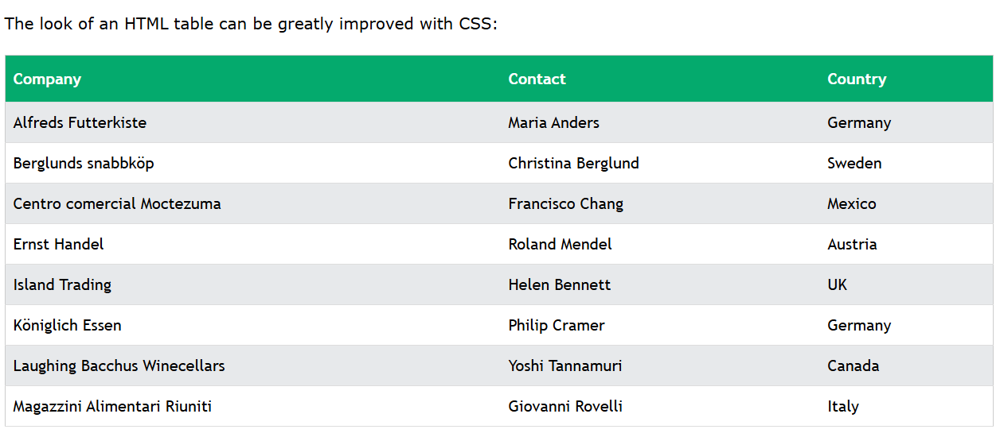 The look of an HTML table can be greatly improved with CSS:
Company Contact Country
Alfreds Futterkiste Maria Anders Germany
Berglunds snabbköp Christina Berglund Sweden
Centro comercial Moctezuma Francisco Chang Mexico
Ernst Handel Roland Mendel Austria
Island Trading Helen Bennett UK
Königlich Essen Philip Cramer Germany
Laughing Bacchus Winecellars Yoshi Tannamuri Canada
Magazzini Alimentari Riuniti Giovanni Rovelli Italy